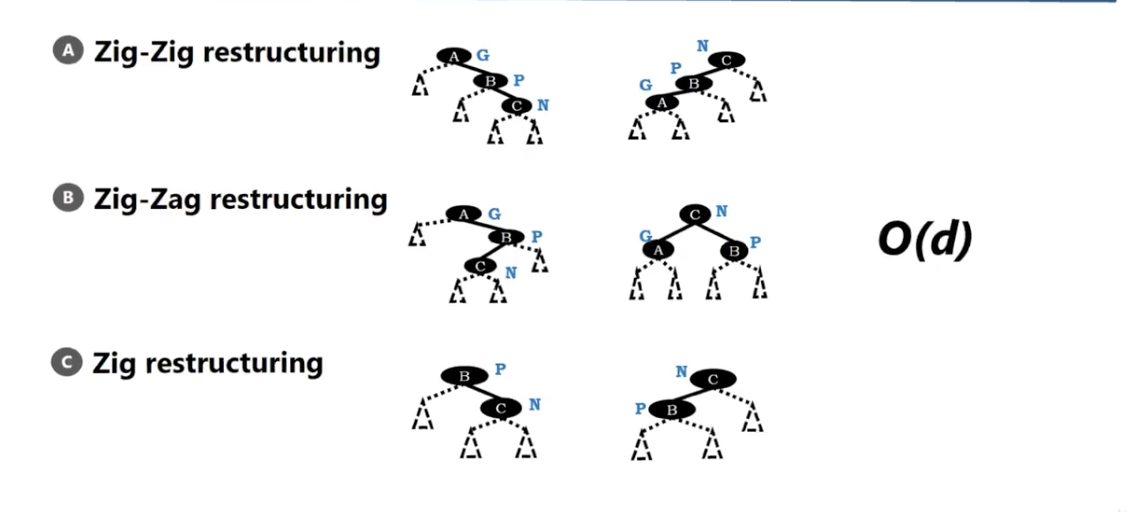 A Zig-Zig restructuring
A G
B P
C N
N C
P B
G A
B Zig-Zag restructuring
A G
B P
C N
C N
G A
B P
O(d)
C Zig restructuring
B P
C N
N C
P B